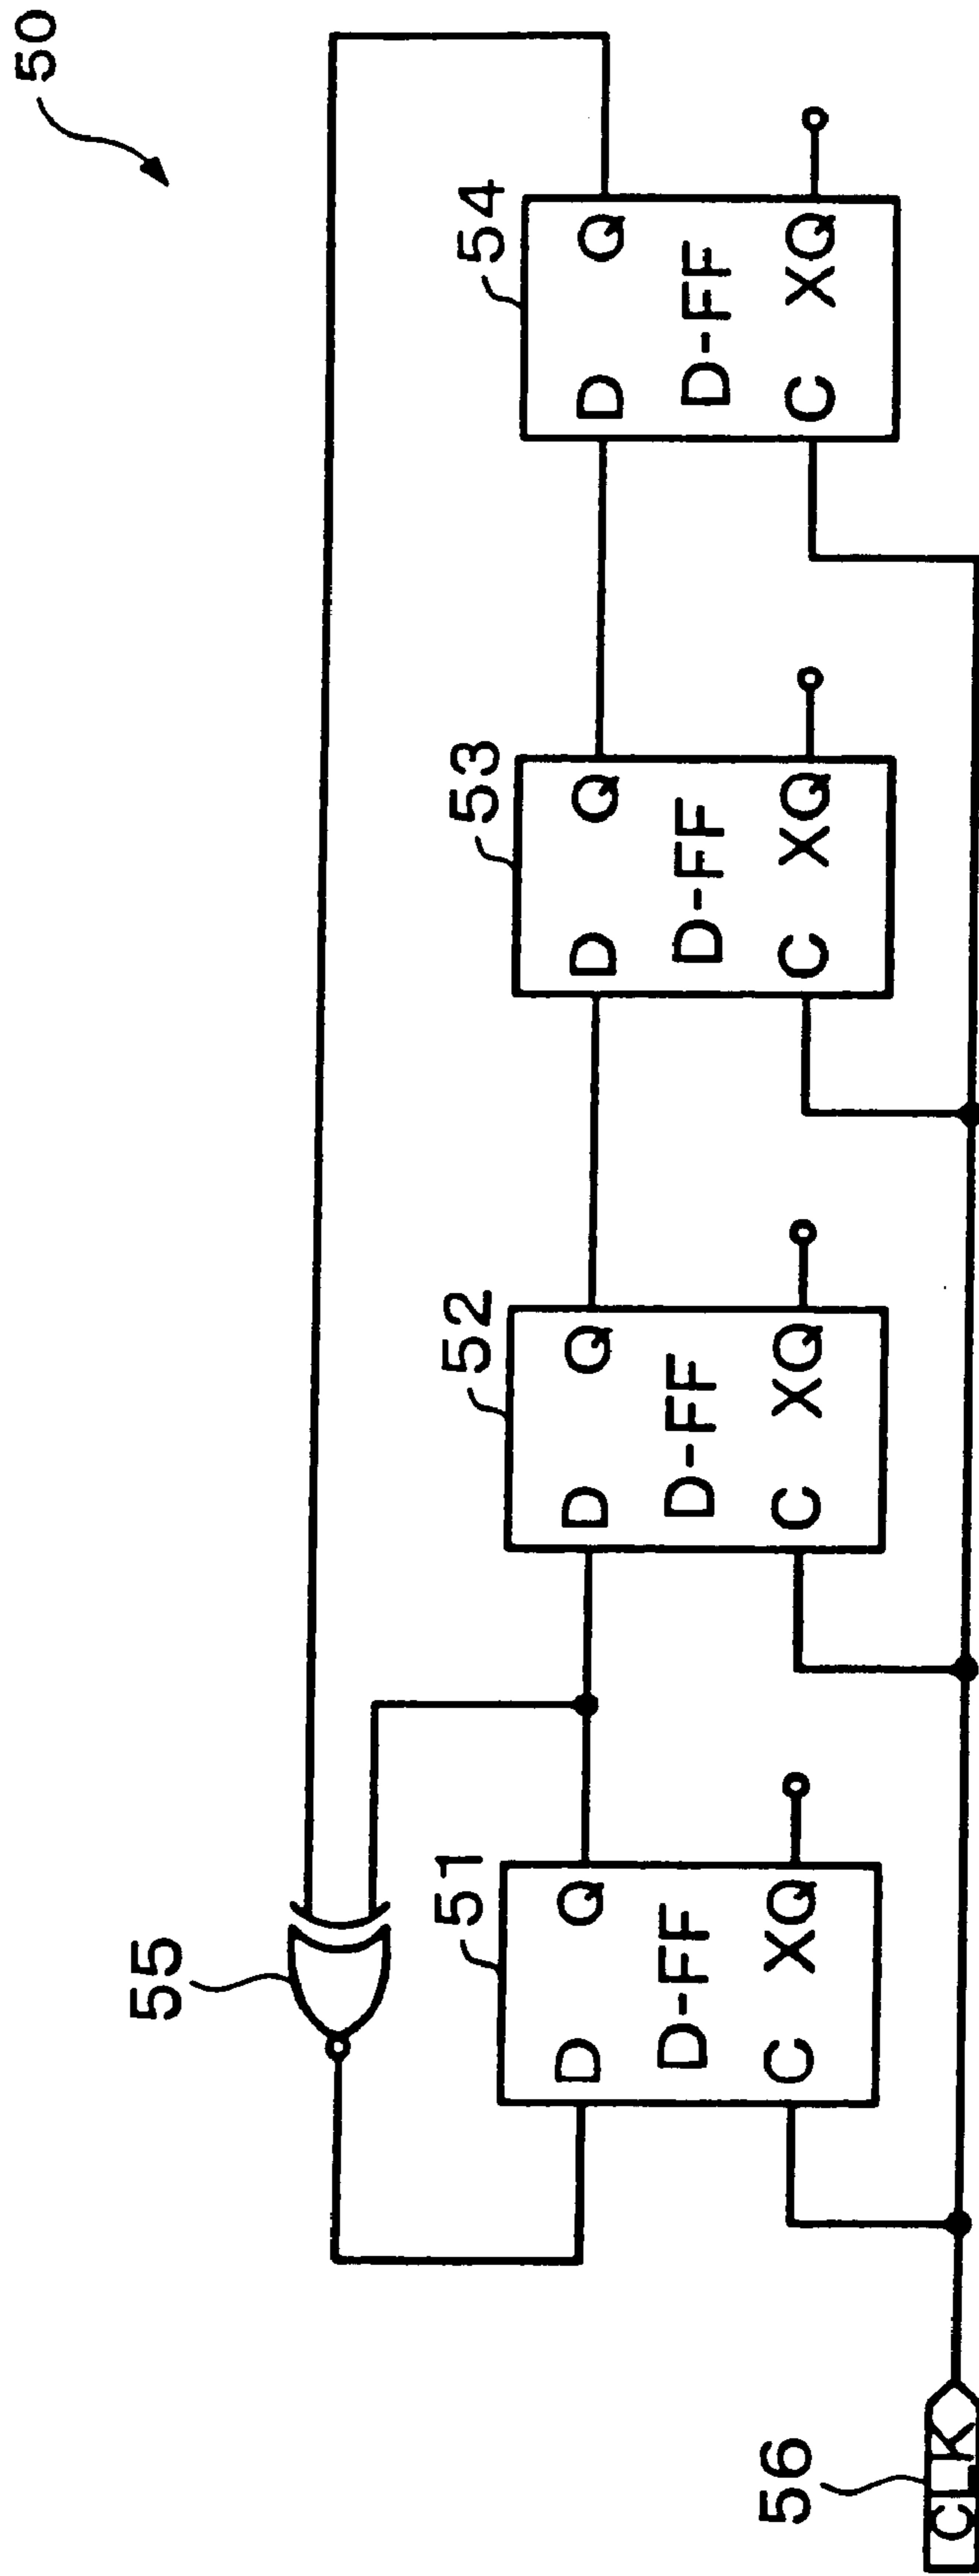 50
55
51
52
53
54
D Q
D-FF
C XQ
D Q
D-FF
C XQ
D Q
D-FF
C XQ
D Q
D-FF
C XQ
56
CLK